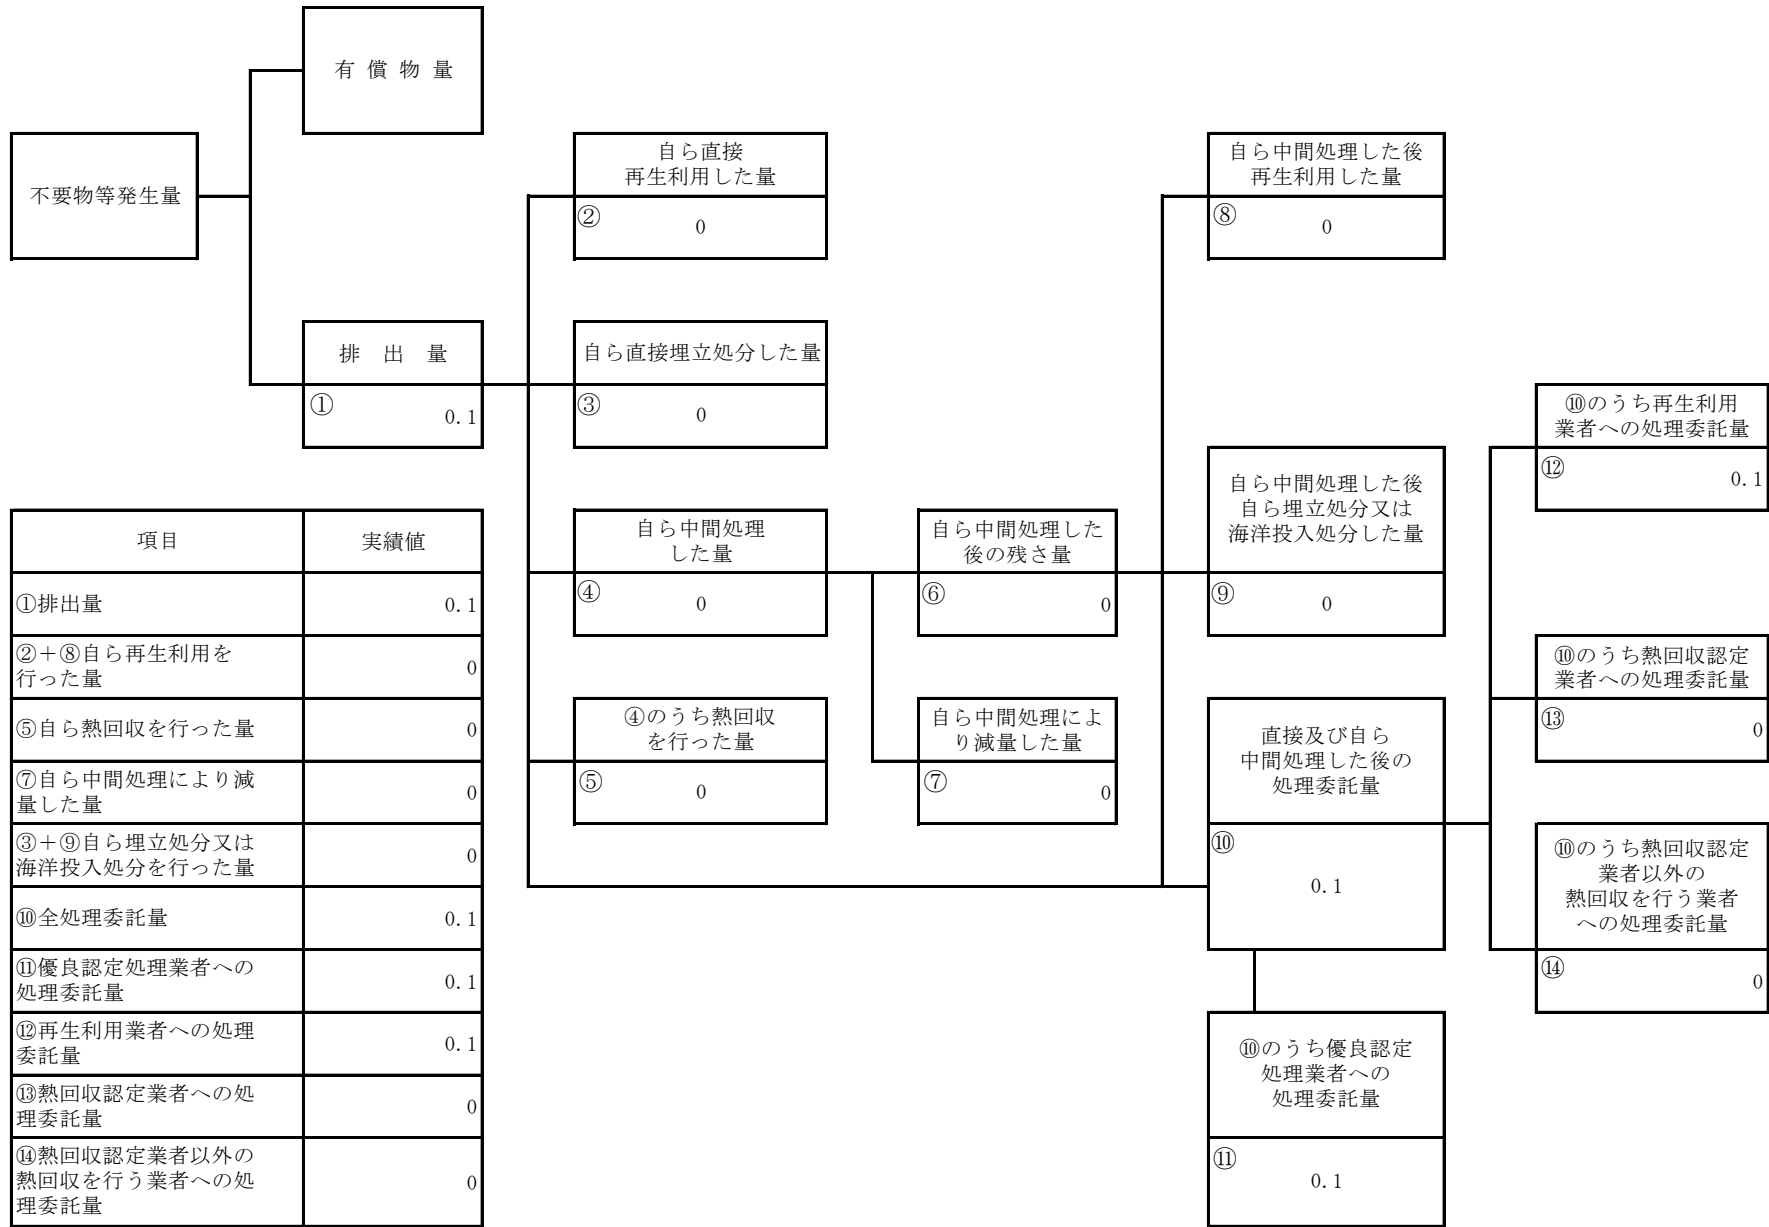 有償物量
不要物等発生量
排出量
①
0.1
自ら直接
再生利用した量
②
0
自ら直接埋立処分した量
③
0
自ら中間処理
した量
④
0
④のうち熱回収
を行った量
⑤
0
自ら中間処理した
後の残さ量
⑥
0
自ら中間処理によ
り減量した量
⑦
0
自ら中間処理した後
再生利用した量
⑧
0
自ら中間処理した後
自ら埋立処分又は
海洋投入処分した量
⑨
0
直接及び自ら
中間処理した後の
処理委託量
⑩
0.1
⑩のうち優良認定
処理業者への
処理委託量
⑪
0.1
⑩のうち再生利用
業者への処理委託量
⑫
0.1
⑩のうち熱回収認定
業者への処理委託量
⑬
0
⑩のうち熱回収認定
業者以外の
熱回収を行う業者
への処理委託量
⑭
0
項目 実績値
①排出量 0.1
②＋⑧自ら再生利用を
行った量 0
⑤自ら熱回収を行った量 0
⑦自ら中間処理により減
量した量 0
③＋⑨自ら埋立処分又は
海洋投入処分を行った量 0
⑩全処理委託量 0.1
⑪優良認定処理業者への
処理委託量 0.1
⑫再生利用業者への処理
委託量 0.1
⑬熱回収認定業者への処
理委託量 0
⑭熱回収認定業者以外の
熱回収を行う業者への処
理委託量 0